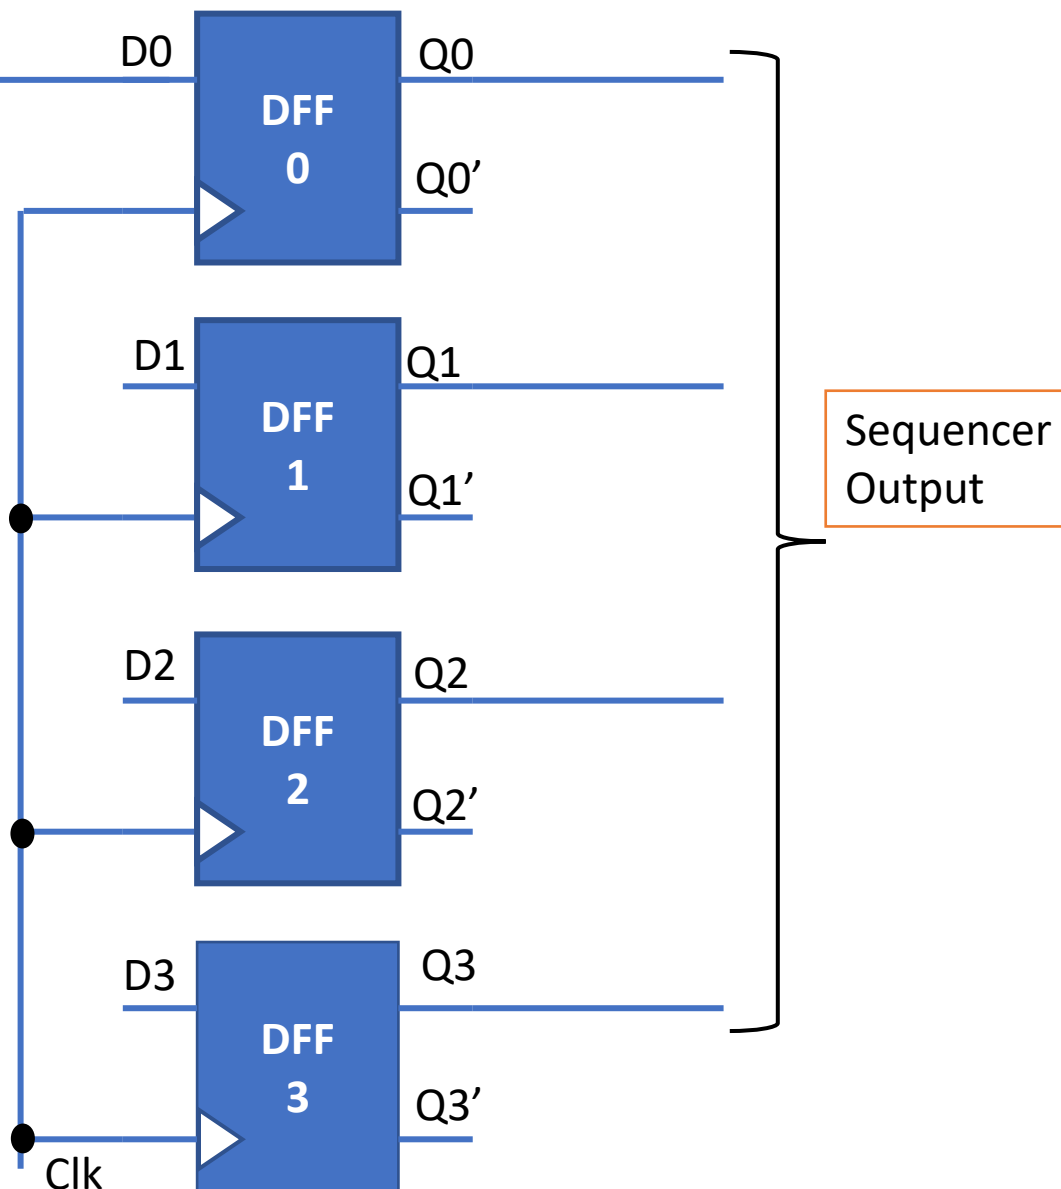 D0
DFF
0
Q0
Q0’
D1
DFF
1
Q1
Q1’
Sequencer
Output
D2
DFF
2
Q2
Q2’
D3
DFF
3
Q3
Q3’
Clk